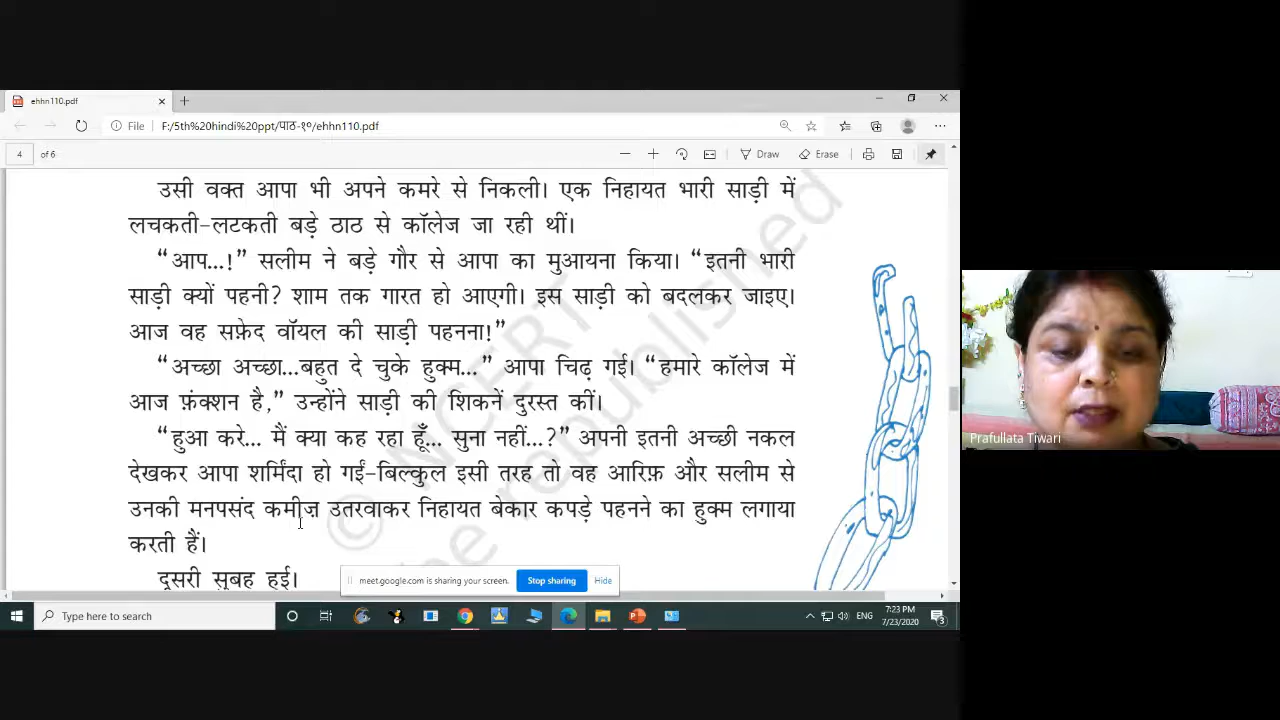 ehhn110.pdf
File F:/5th%20hindi%20ppt/पाठ-१०/ehhn110.pdf
4 of 6 Draw Erase
उसी वक्त आपा भी अपने कमरे से निकली। एक निहायत भारी साड़ी में
लचकती-लटकती बड़े ठाठ से कॉलेज जा रही थीं।
“आप...!” सलीम ने बड़े गौर से आपा का मुआयना किया। “इतनी भारी
साड़ी क्यों पहनी? शाम तक गारत हो आएगी। इस साड़ी को बदलकर जाइए।
आज वह सफ़ेद वॉयल की साड़ी पहनना!”
“अच्छा अच्छा...बहुत दे चुके हुक्म...” आपा चिढ़ गई। “हमारे कॉलेज में
आज फ़ंक्शन है,” उन्होंने साड़ी की शिकनें दुरस्त कीं।
“हुआ करे... मैं क्या कह रहा हूँ... सुना नहीं...?” अपनी इतनी अच्छी नकल
देखकर आपा शर्मिंदा हो गईं-बिल्कुल इसी तरह तो वह आरिफ़ और सलीम से
उनकी मनपसंद कमीज उतरवाकर निहायत बेकार कपड़े पहनने का हुक्म लगाया
करती हैं।
दूसरी सुबह हुई।
© NCERT
be republished
meet.google.com is sharing your screen. Stop sharing Hide
Prafullata Tiwari
Type here to search
ENG
7:23 PM
7/23/2020
3